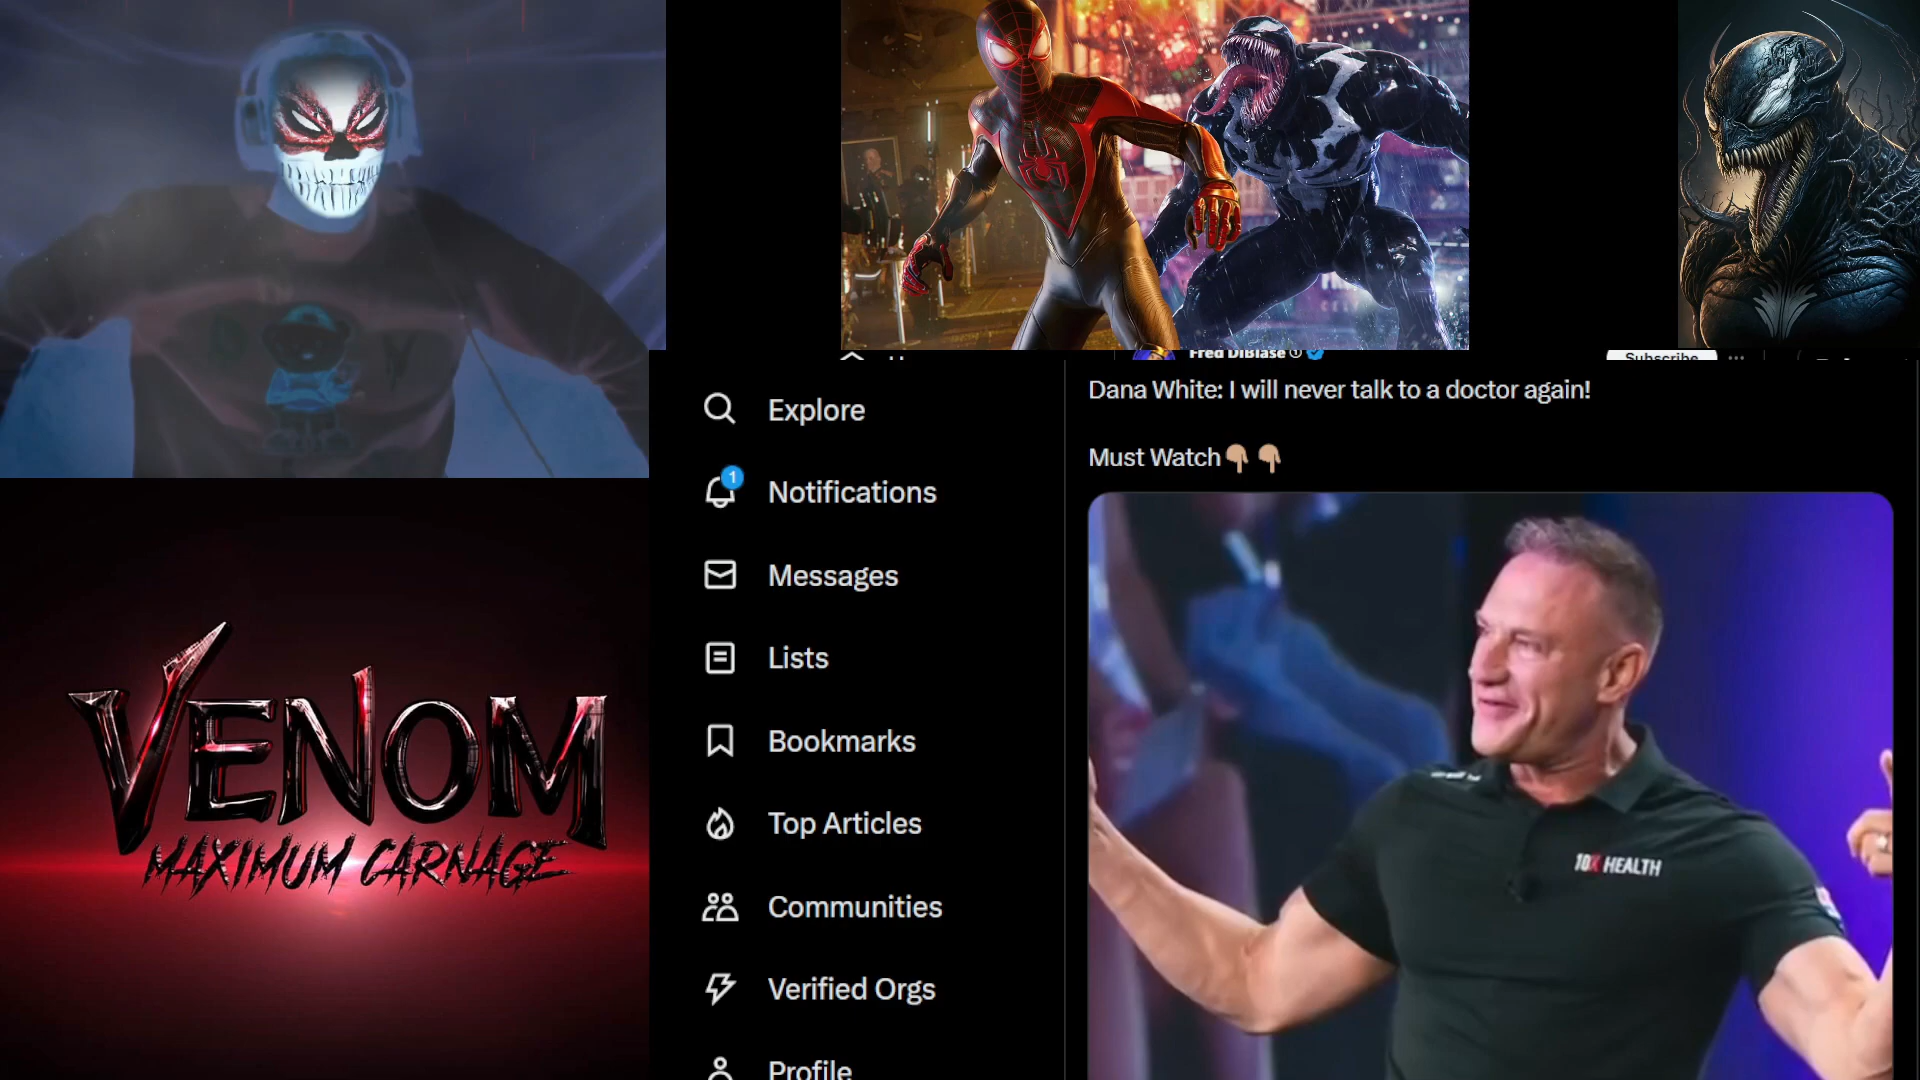 Fred DiBlase
Subscribe
Dana White: I will never talk to a doctor again!
Must Watch👇🏼👇🏼
Explore
1
Notifications
Messages
Lists
Bookmarks
Top Articles
Communities
Verified Orgs
Profile
10X HEALTH
VENOM
MAXIMUM CARNAGE